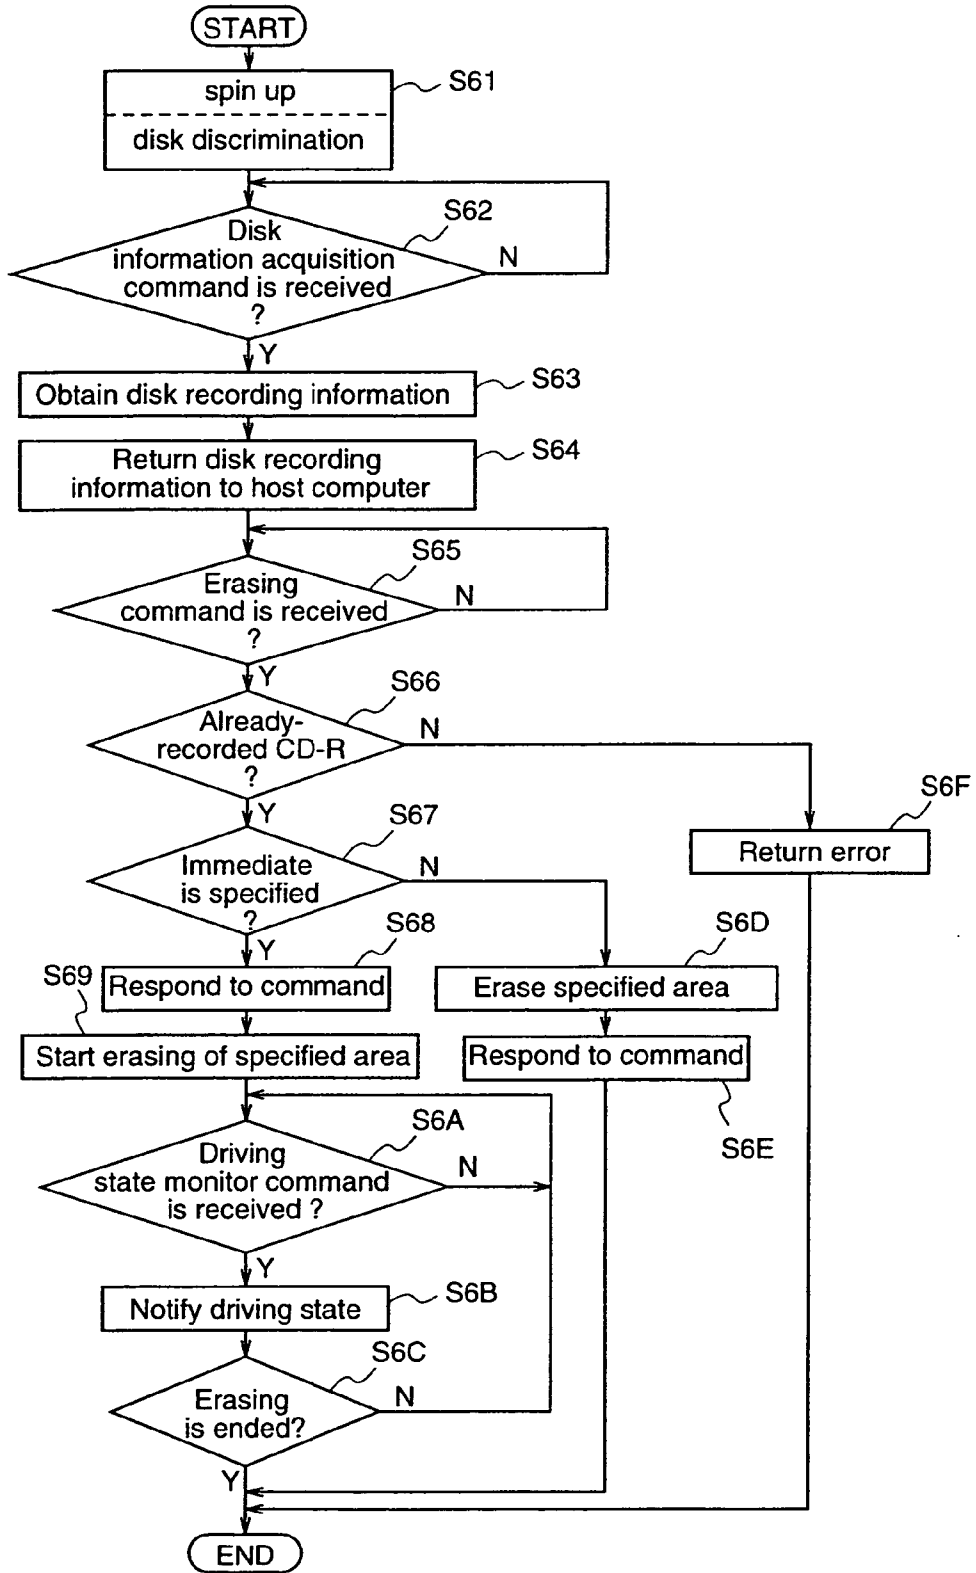 START
spin up
disk discrimination
S61
S62
Disk
information acquisition
command is received
?
N
Y
Obtain disk recording information
S63
Return disk recording
information to host computer
S64
S65
Erasing
command is received
?
N
Y
S66
Already-
recorded CD-R
?
N
Y
S67
Immediate
is specified
?
N
Y
S6F
Return error
S68
Respond to command
S6D
Erase specified area
S69
Start erasing of specified area
Respond to command
S6E
S6A
Driving
state monitor command
is received ?
N
Y
Notify driving state
S6B
S6C
Erasing
is ended?
N
Y
END